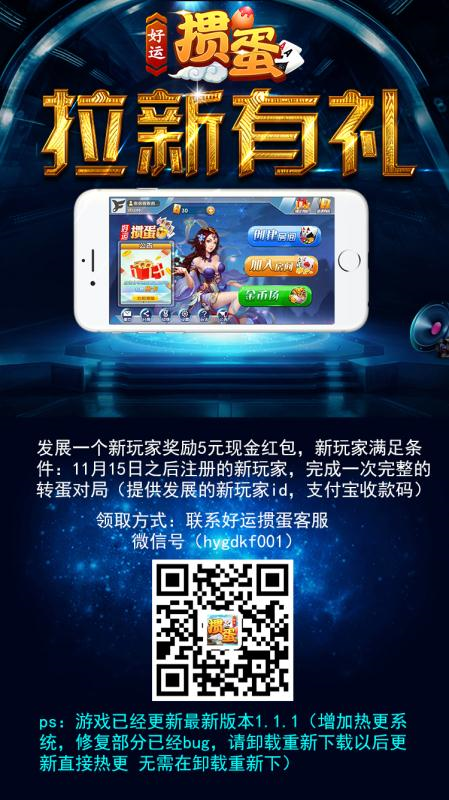 好运
掼蛋
拉新有礼
30
好运
掼蛋
公告
创建房间
加入房间
金币场
发展一个新玩家奖励5元现金红包，新玩家满足条
件：11月15日之后注册的新玩家，完成一次完整的
转蛋对局（提供发展的新玩家id，支付宝收款码）
领取方式：联系好运掼蛋客服
微信号（hygdkf001）
掼蛋
ps：游戏已经更新最新版本1.1.1（增加热更系
统，修复部分已经bug，请卸载重新下载以后更
新直接热更 无需在卸载重新下）